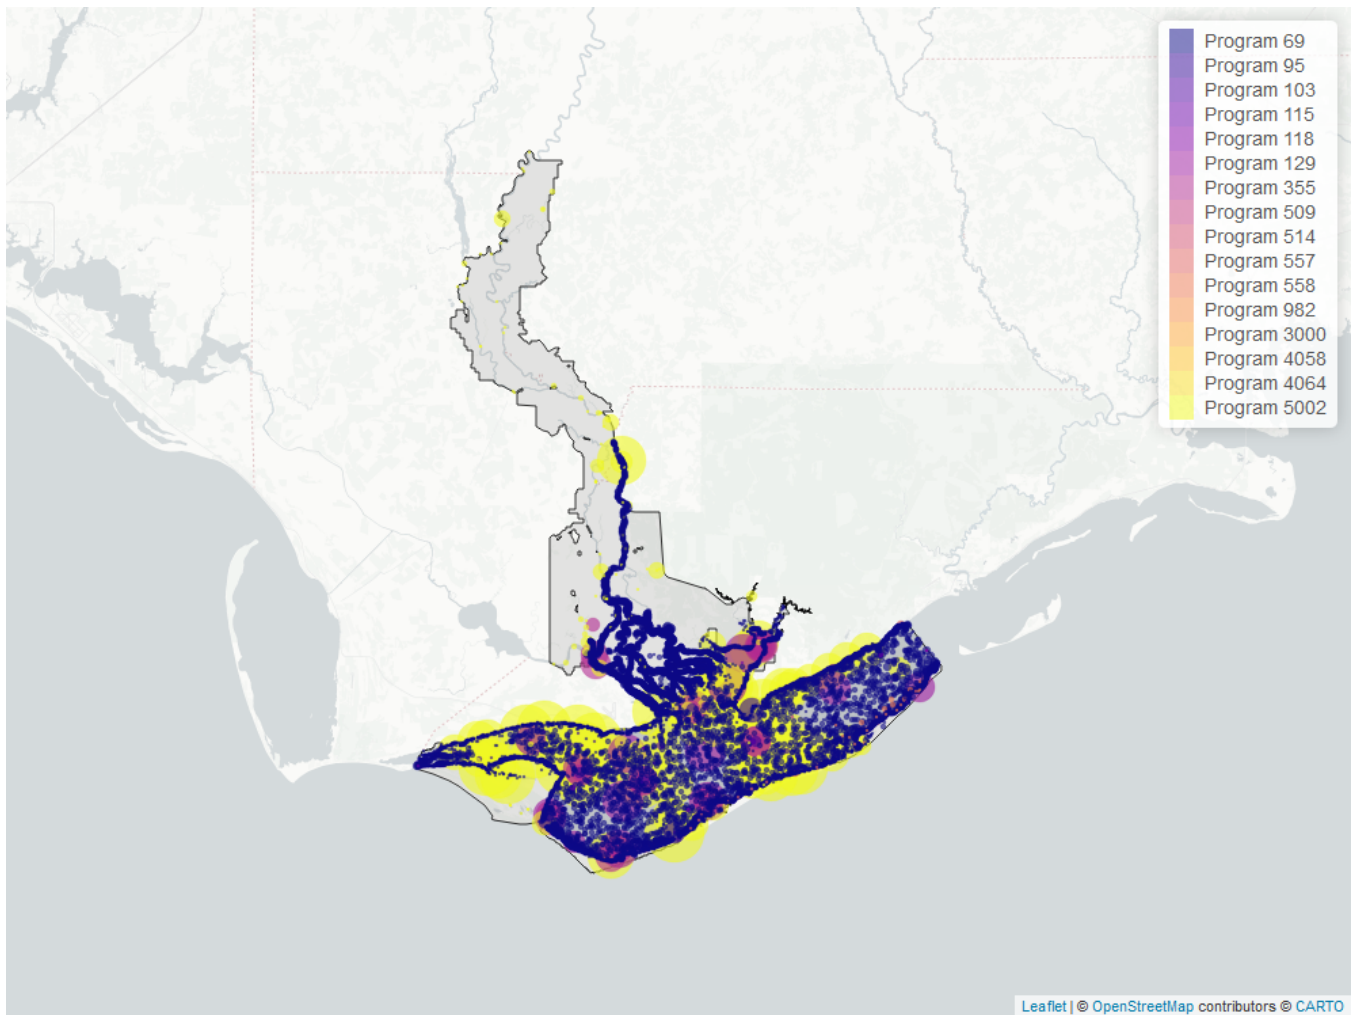 Program 69
Program 95
Program 103
Program 115
Program 118
Program 129
Program 355
Program 509
Program 514
Program 557
Program 558
Program 982
Program 3000
Program 4058
Program 4064
Program 5002
Leaflet | © OpenStreetMap contributors © CARTO